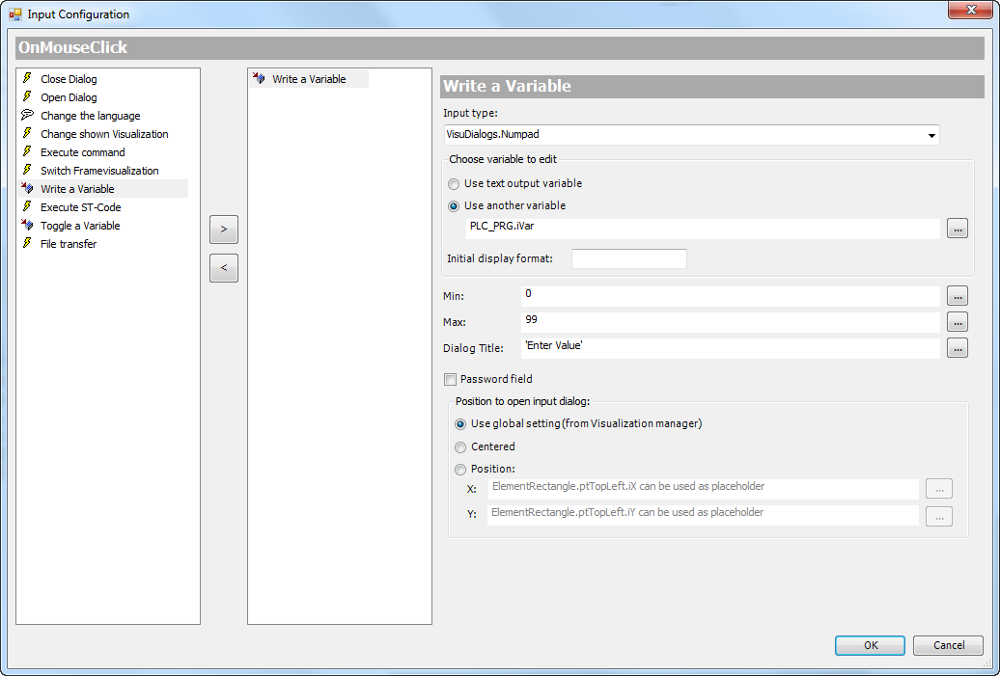 Input Configuration
OnMouseClick
Close Dialog
Open Dialog
Change the language
Change shown Visualization
Execute command
Switch Framevisualization
Write a Variable
Execute ST-Code
Toggle a Variable
File transfer
>
<
Write a Variable
Write a Variable
Input type:
VisuDialogs.Numpad
Choose variable to edit
Use text output variable
Use another variable
PLC_PRG.iVar ...
Initial display format:
Min: 0 ...
Max: 99 ...
Dialog Title: 'Enter Value' ...
Password field
Position to open input dialog:
Use global setting (from Visualization manager)
Centered
Position:
X: ElementRectangle.ptTopLeft.iX can be used as placeholder ...
Y: ElementRectangle.ptTopLeft.iY can be used as placeholder ...
OK Cancel